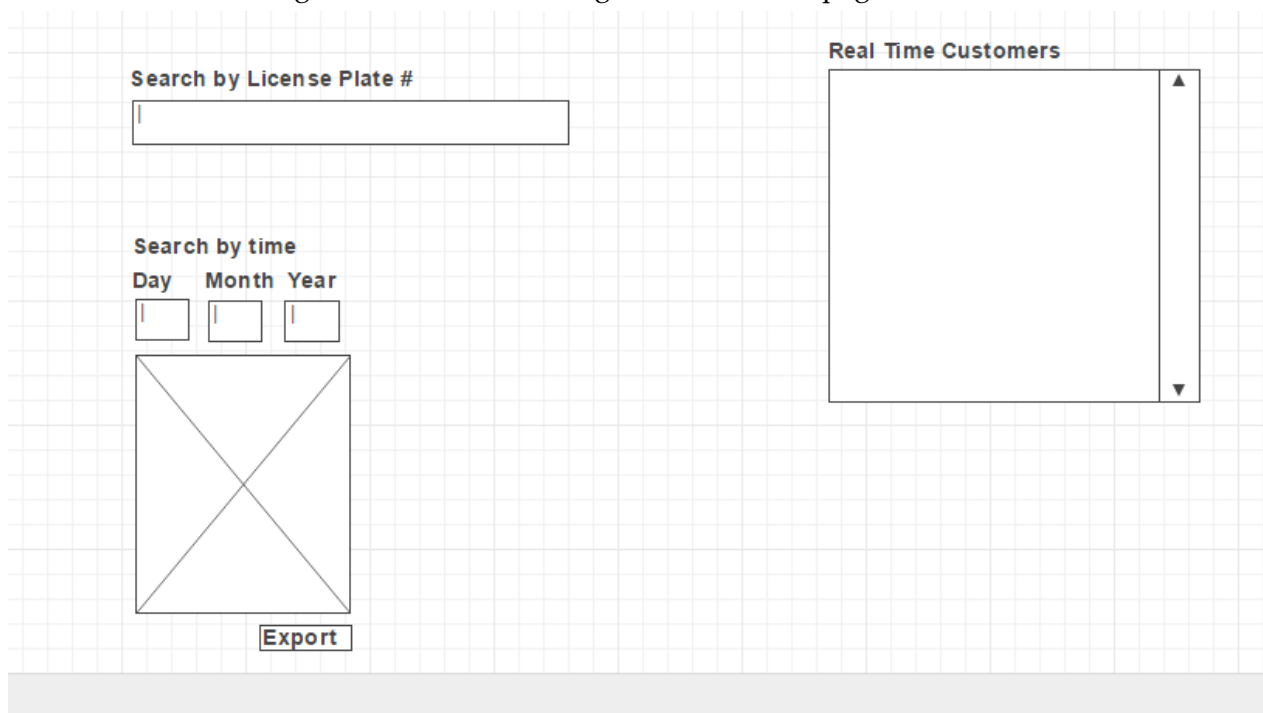 Real Time Customers
Search by License Plate #
Search by time
Day Month Year
Export